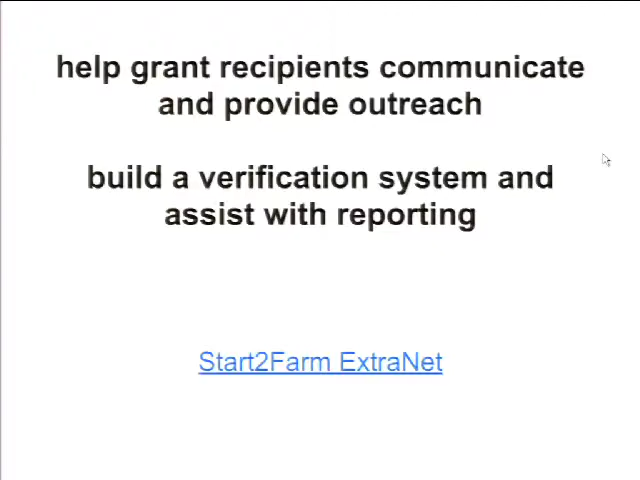 help grant recipients communicate
and provide outreach
build a verification system and
assist with reporting
Start2Farm ExtraNet